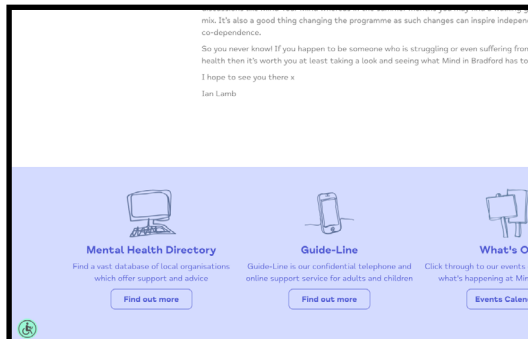 mix. It's also a good thing changing the programme as such changes can inspire
co-dependence.
So you never know! If you happen to be someone who is struggling or even suffering from
health then it's worth you at least taking a look and seeing what Mind in Bradford has to
I hope to see you there x
Ian Lamb
Mental Health Directory
Find a vast database of local organisations
which offer support and advice
Find out more
Guide-Line
Guide-Line is our confidential telephone and
online support service for adults and children
Find out more
What's
Click through to our events
what's happening at
Events